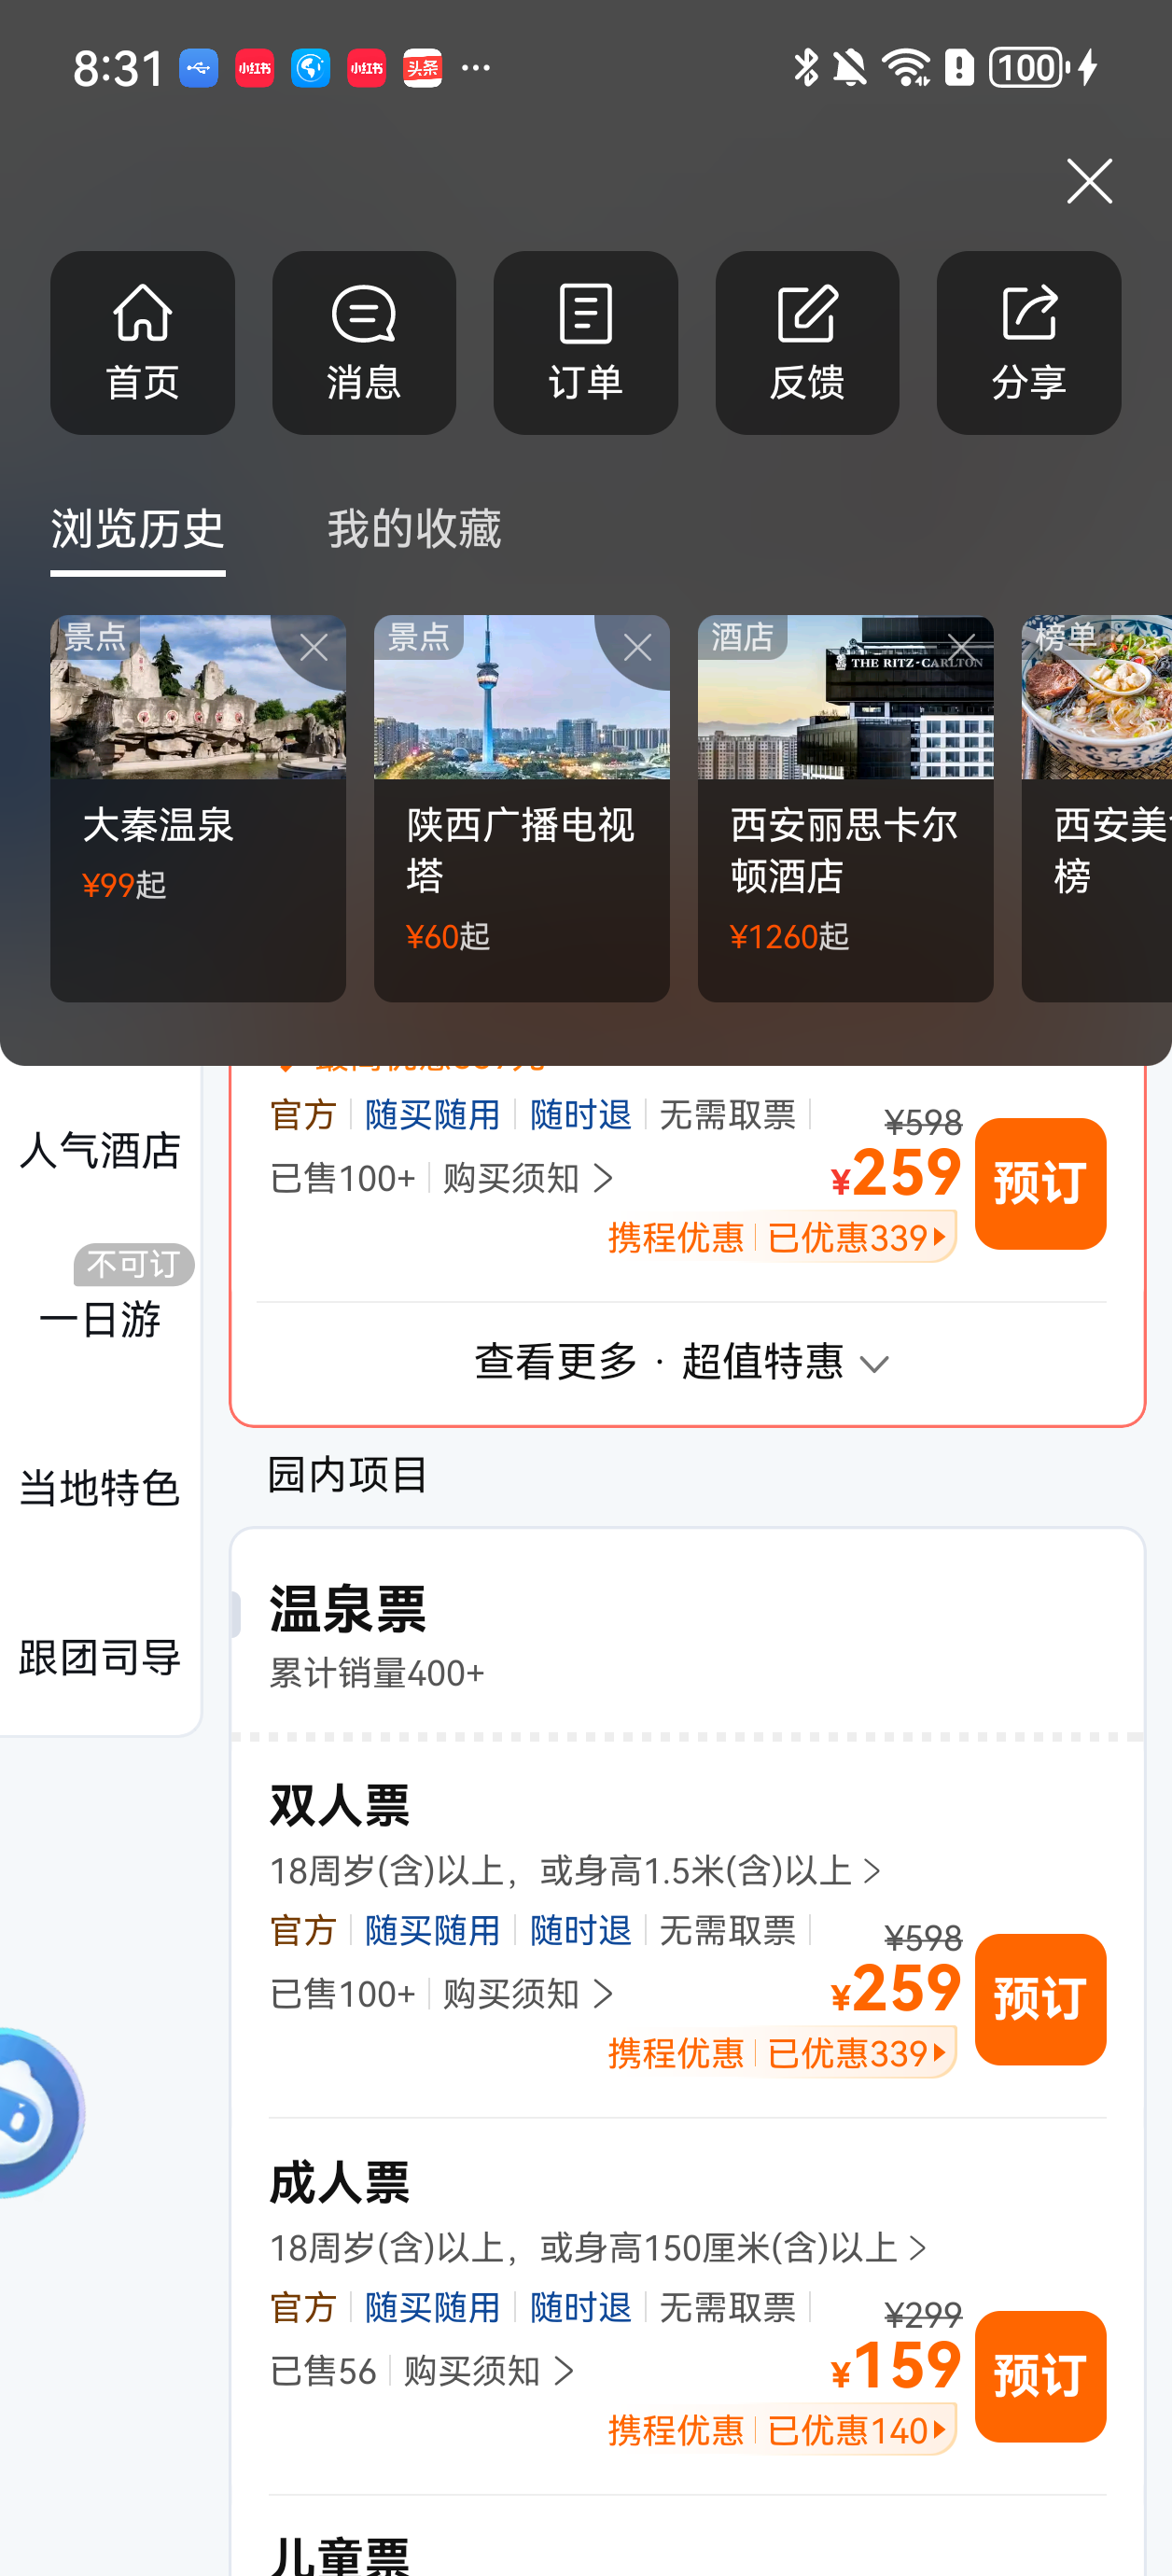 8:31 小红书 小红书 头条 ... 100
首页 消息 订单 反馈 分享
浏览历史 我的收藏
景点 景点 酒店 榜单
THE RITZ-CARLTON
大秦温泉
¥99起
陕西广播电视
塔
¥60起
西安丽思卡尔
顿酒店
¥1260起
西安美
榜
人气酒店
不可订
一日游
当地特色
跟团司导
官方 随买随用 随时退 无需取票
¥598
已售100+ 购买须知 >
¥259
预订
携程优惠 已优惠339
查看更多 · 超值特惠
园内项目
温泉票
累计销量400+
双人票
18周岁(含)以上，或身高1.5米(含)以上 >
官方 随买随用 随时退 无需取票
¥598
已售100+ 购买须知 >
¥259
预订
携程优惠 已优惠339
成人票
18周岁(含)以上，或身高150厘米(含)以上 >
官方 随买随用 随时退 无需取票
¥299
已售56 购买须知 >
¥159
预订
携程优惠 已优惠140
儿童票